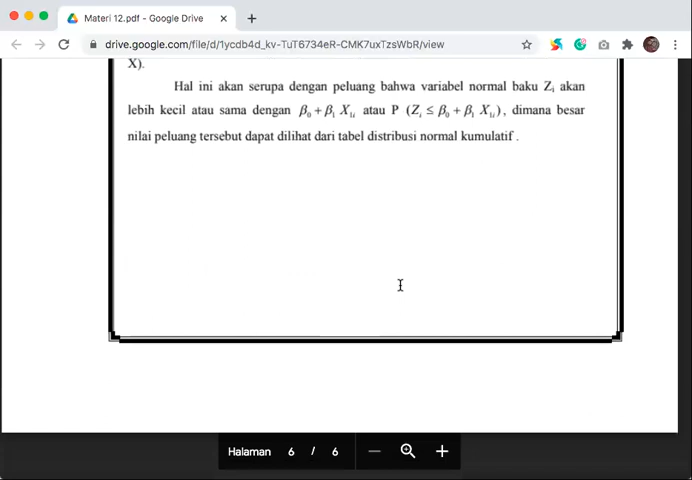 Materi 12.pdf - Google Drive
drive.google.com/file/d/1ycdb4d_kv-TuT6734eR-CMK7uxTzsWbR/view
X).
Hal ini akan serupa dengan peluang bahwa variabel normal baku Zᵢ akan
lebih kecil atau sama dengan β₀ + β₁ X₁ᵢ atau P (Zᵢ ≤ β₀ + β₁ X₁ᵢ), dimana besar
nilai peluang tersebut dapat dilihat dari tabel distribusi normal kumulatif .
Halaman 6 / 6